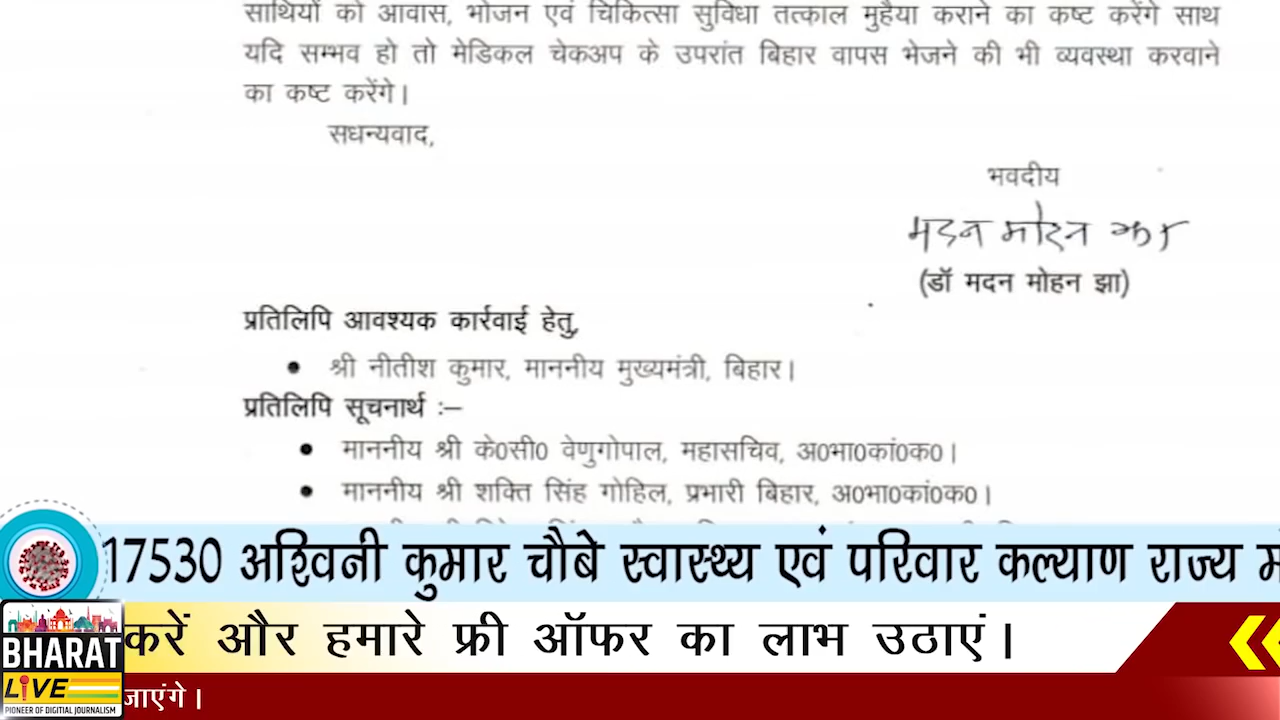 साथियों को आवास, भोजन एवं चिकित्सा सुविधा तत्काल मुहैया कराने का कष्ट करेंगे साथ
यदि सम्भव हो तो मेडिकल चेकअप के उपरांत बिहार वापस भेजने की भी व्यवस्था करवाने
का कष्ट करेंगे।
सधन्यवाद,
भवदीय
मदन मोहन झा
(डॉ मदन मोहन झा)
प्रतिलिपि आवश्यक कार्रवाई हेतु,
• श्री नीतीश कुमार, माननीय मुख्यमंत्री, बिहार।
प्रतिलिपि सूचनार्थ :–
• माननीय श्री के0सी0 वेणुगोपाल, महासचिव, अ0भा0कां0क0।
• माननीय श्री शक्ति सिंह गोहिल, प्रभारी बिहार, अ0भा0कां0क0।
17530 अश्विनी कुमार चौबे स्वास्थ्य एवं परिवार कल्याण राज्य
करें और हमारे फ्री ऑफर का लाभ उठाएं।
BHARAT
LIVE
PIONEER OF DIGITIAL JOURNALISM
जाएंगे।